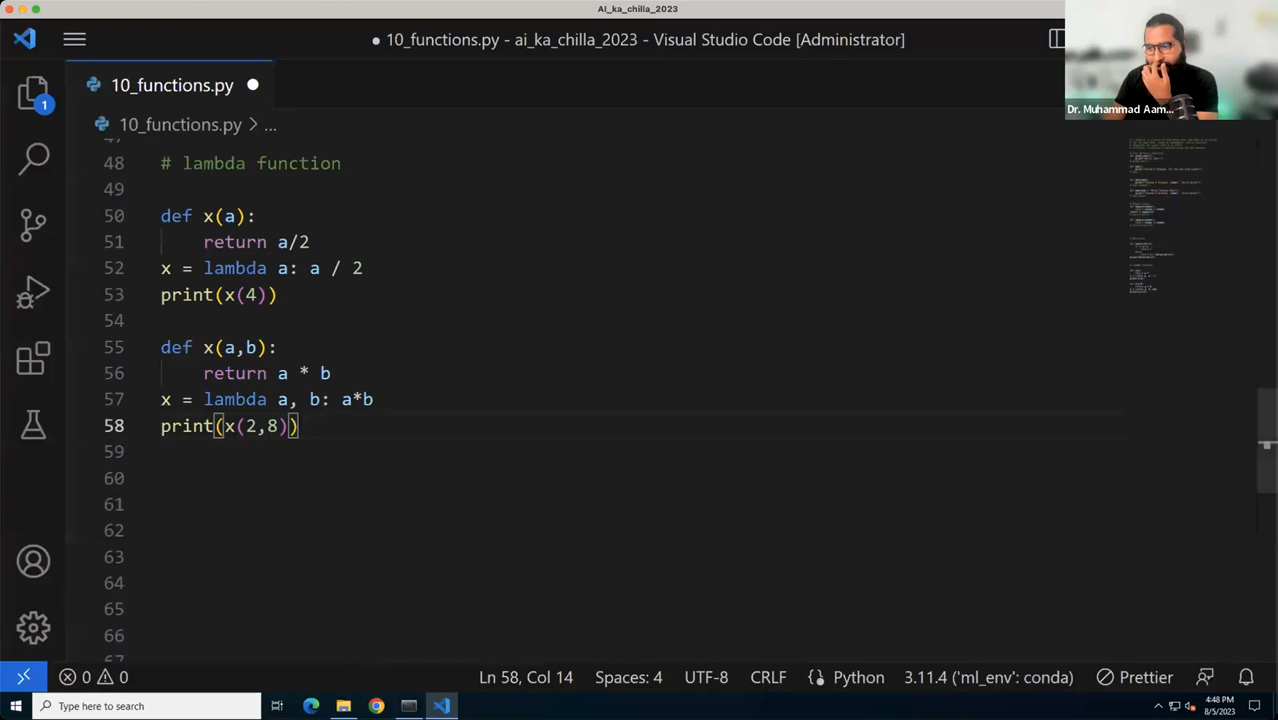 AI_ka_chilla_2023
10_functions.py - ai_ka_chilla_2023 - Visual Studio Code [Administrator]
10_functions.py
Dr. Muhammad Aam...
1
10_functions.py > ...
48 # lambda function
49
50 def x(a):
51 return a/2
52 x = lambda a: a / 2
53 print(x(4))
54
55 def x(a,b):
56 return a * b
57 x = lambda a, b: a*b
58 print(x(2,8))
59
60
61
62
63
64
65
66
0 0 Ln 58, Col 14 Spaces: 4 UTF-8 CRLF Python 3.11.4 ('ml_env': conda) Prettier
Type here to search
4:48 PM
8/5/2023